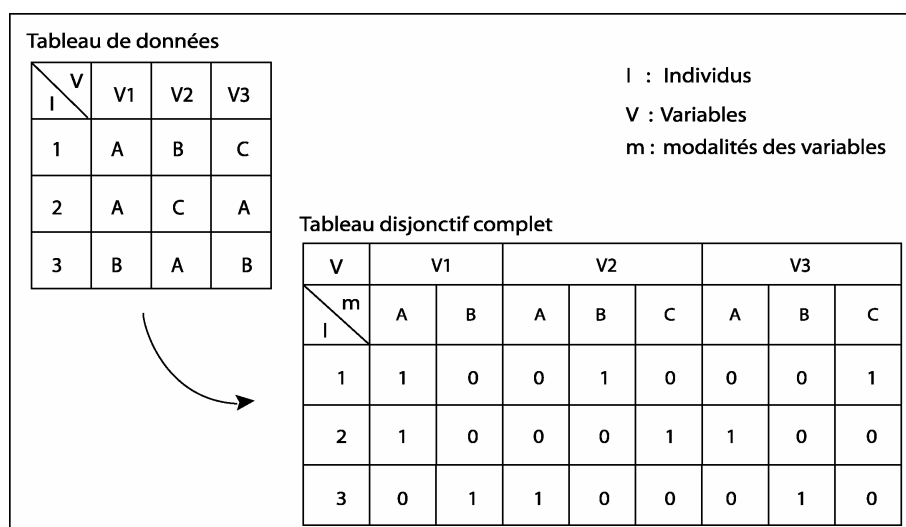 Tableau de données
V
I
V1 V2 V3
1 A B C
2 A C A
3 B A B
I : Individus
V : Variables
m : modalités des variables
Tableau disjonctif complet
V V1 V2 V3
m
I
A B A B C A B C
1 1 0 0 1 0 0 0 1
2 1 0 0 0 1 1 0 0
3 0 1 1 0 0 0 1 0